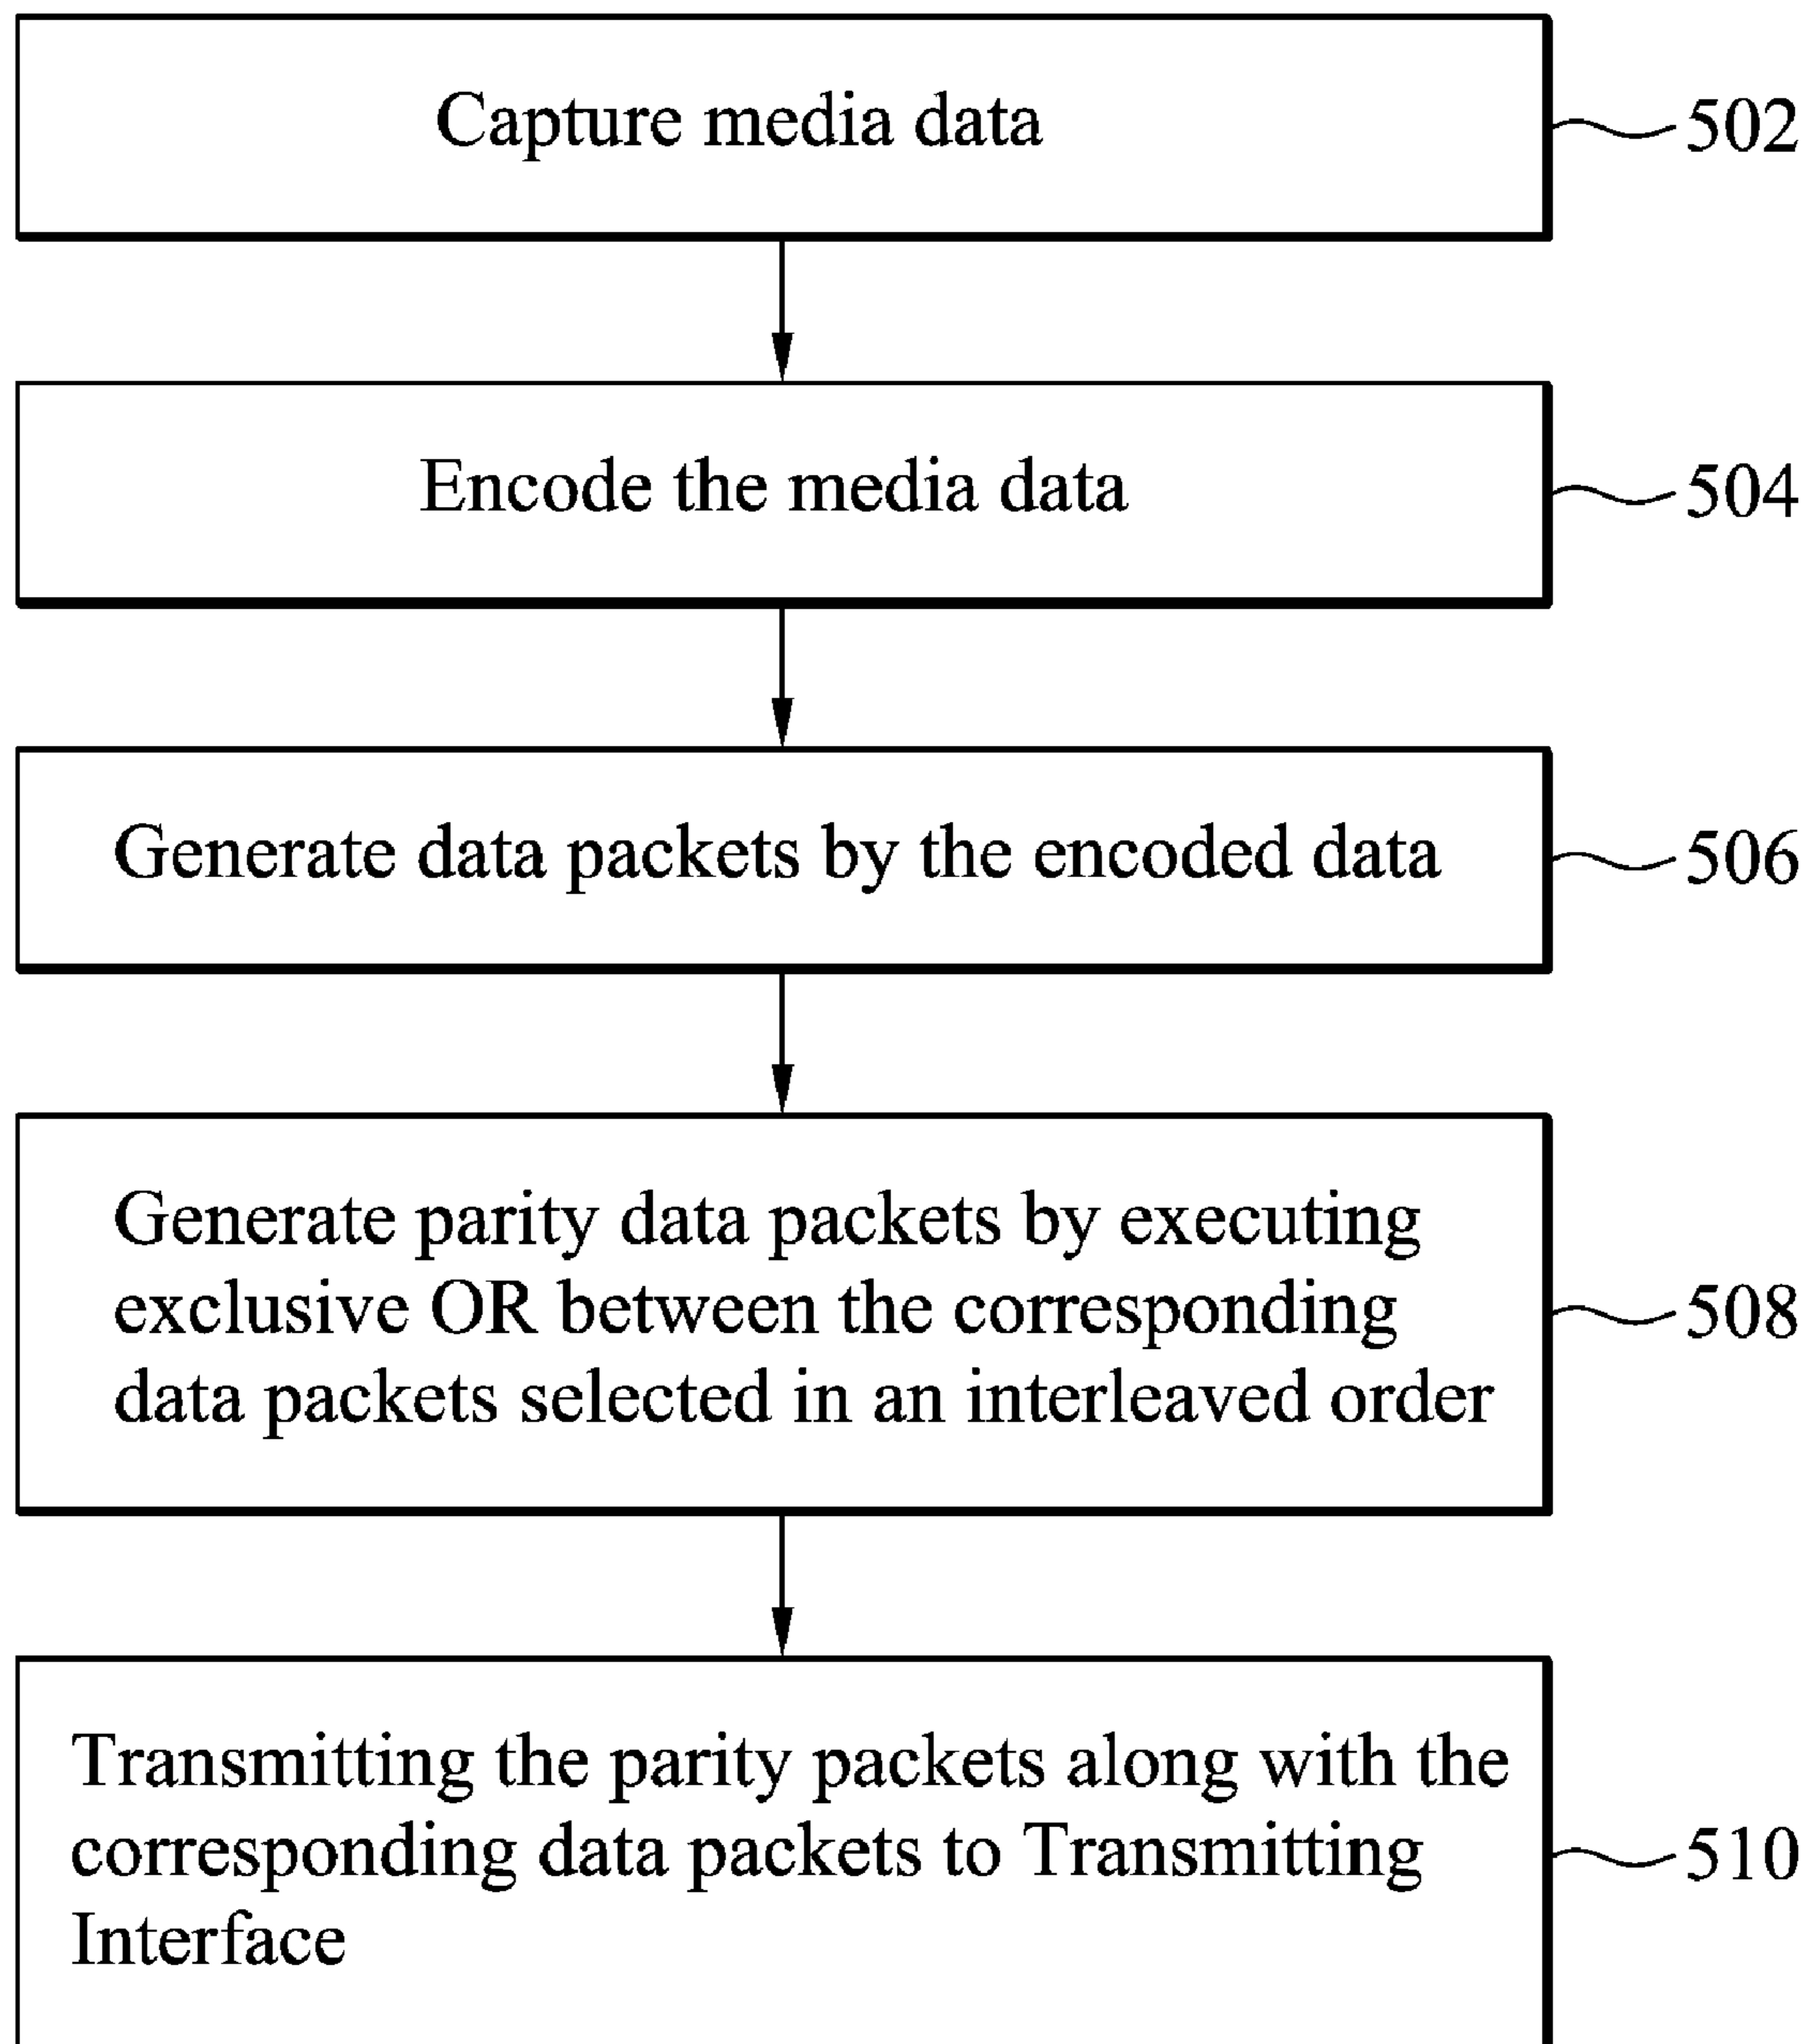 Capture media data
502
Encode the media data
504
Generate data packets by the encoded data
506
Generate parity data packets by executing
exclusive OR between the corresponding
data packets selected in an interleaved order
508
Transmitting the parity packets along with the
corresponding data packets to Transmitting
Interface
510